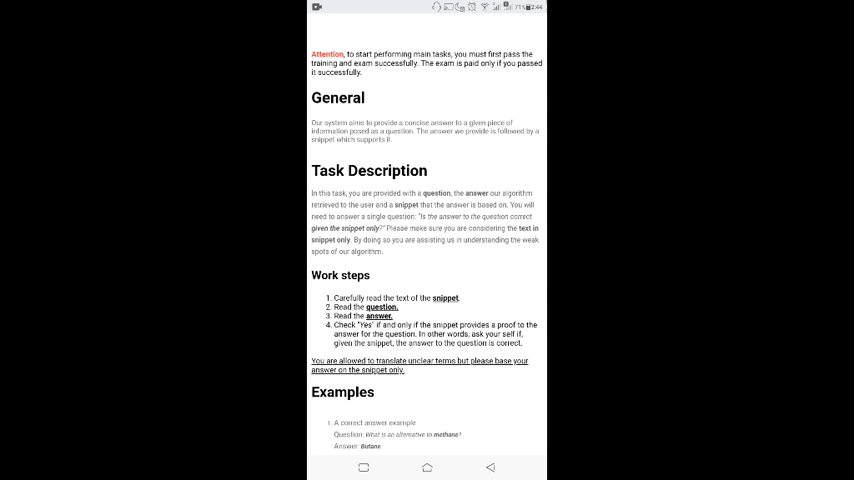 71% 2:44
Attention, to start performing main tasks, you must first pass the
training and exam successfully. The exam is paid only if you passed
it successfully.
General
Our system aims to provide a concise answer to a given piece of
information posed as a question. The answer we provide is followed by a
snippet which supports it.
Task Description
In this task, you are provided with a question, the answer our algorithm
retrieved to the user and a snippet that the answer is based on. You will
need to answer a single question: "Is the answer to the question correct
given the snippet only?" Please make sure you are considering the text in
snippet only. By doing so you are assisting us in understanding the weak
spots of our algorithm.
Work steps
1. Carefully read the text of the snippet.
2. Read the question.
3. Read the answer.
4. Check "Yes" if and only if the snippet provides a proof to the
answer for the question. In other words, ask your self if,
given the snippet, the answer to the question is correct.
You are allowed to translate unclear terms but please base your
answer on the snippet only.
Examples
1. A correct answer example
Question: What is an alternative to methane?
Answer: Butane